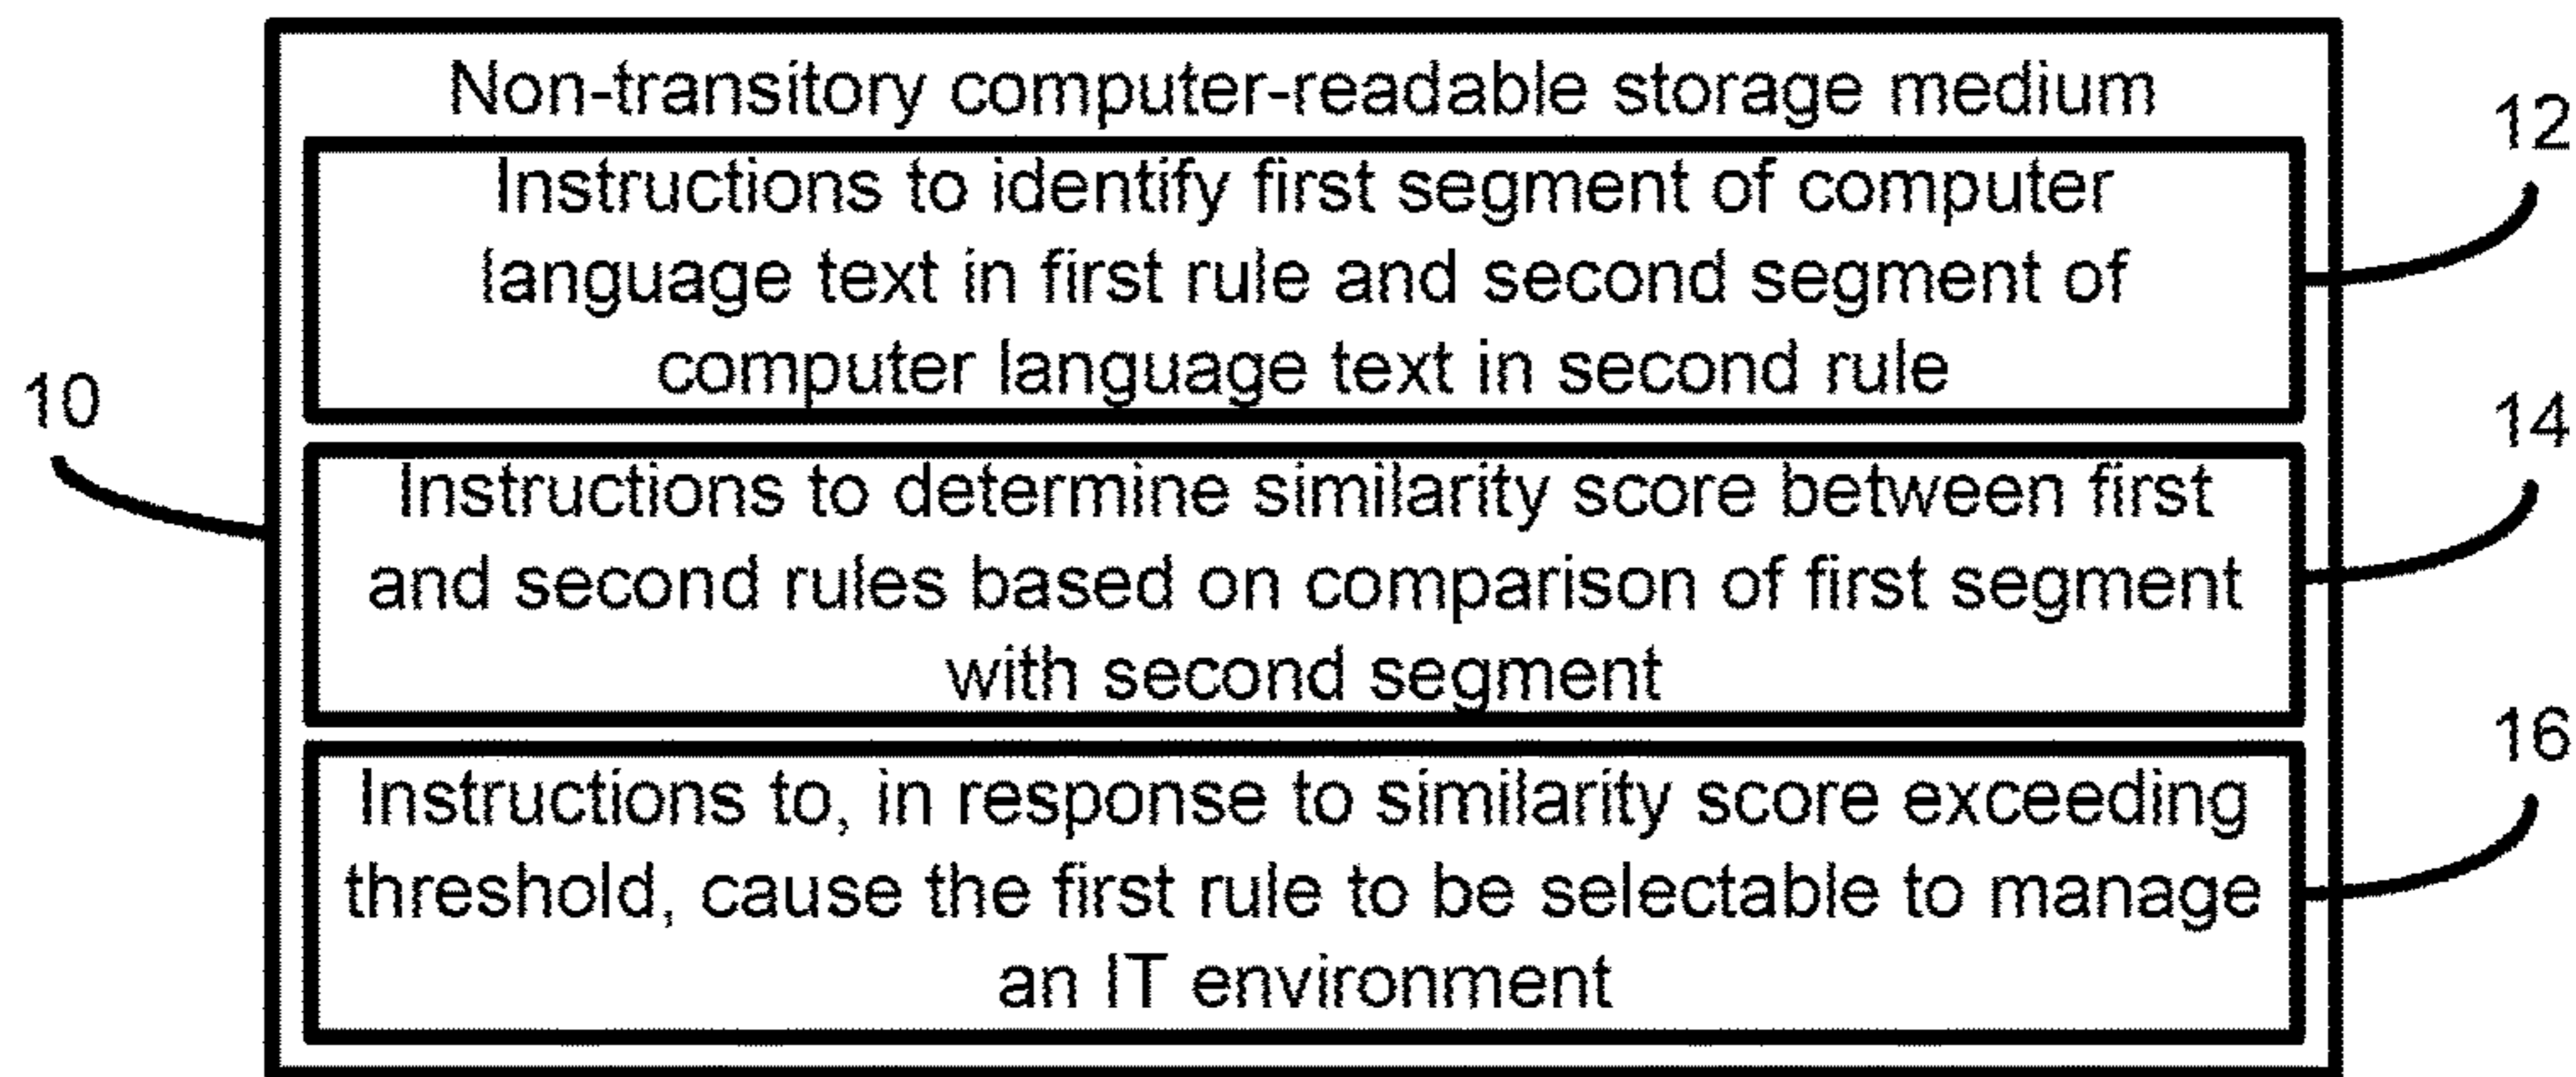 Non-transitory computer-readable storage medium
12
Instructions to identify first segment of computer
language text in first rule and second segment of
computer language text in second rule
10
14
Instructions to determine similarity score between first
and second rules based on comparison of first segment
with second segment
16
Instructions to, in response to similarity score exceeding
threshold, cause the first rule to be selectable to manage
an IT environment